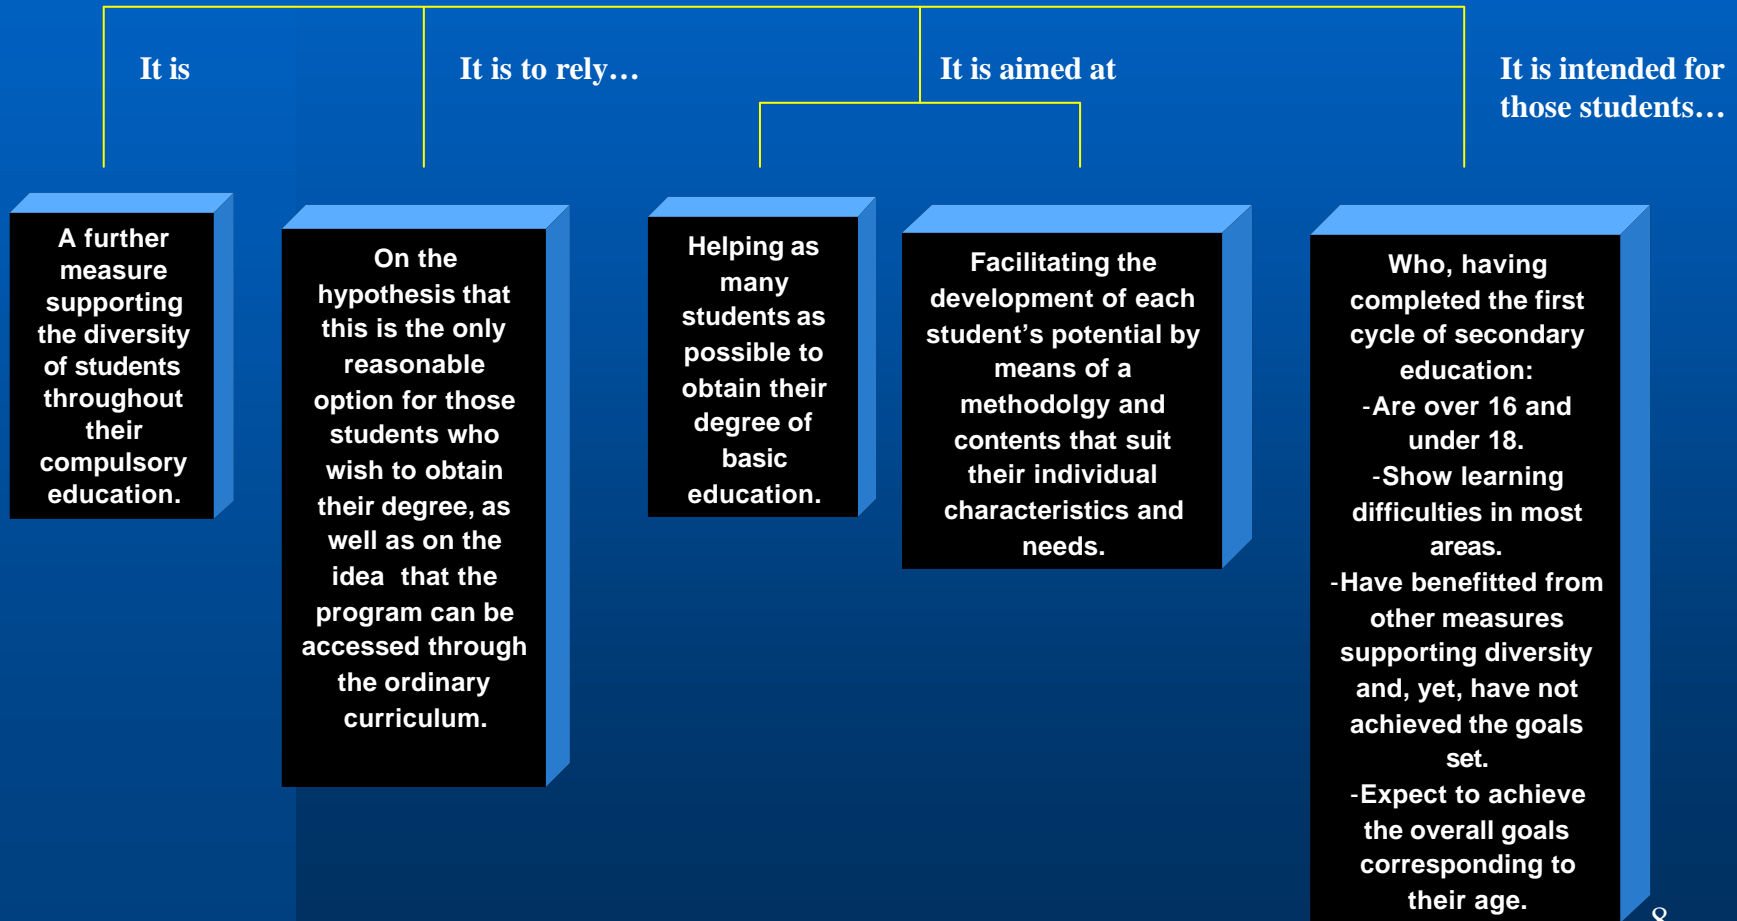 It is
A further
measure
supporting
the diversity
of students
throughout
their
compulsory
education.
It is to rely…
On the
hypothesis that
this is the only
reasonable
option for those
students who
wish to obtain
their degree, as
well as on the
idea that the
program can be
accessed through
the ordinary
curriculum.
It is aimed at
Helping as
many
students as
possible to
obtain their
degree of
basic
education.
Facilitating the
development of each
student’s potential by
means of a
methodolgy and
contents that suit
their individual
characteristics and
needs.
It is intended for
those students…
Who, having
completed the first
cycle of secondary
education:
-Are over 16 and
under 18.
-Show learning
difficulties in most
areas.
-Have benefitted from
other measures
supporting diversity
and, yet, have not
achieved the goals
set.
-Expect to achieve
the overall goals
corresponding to
their age.
8